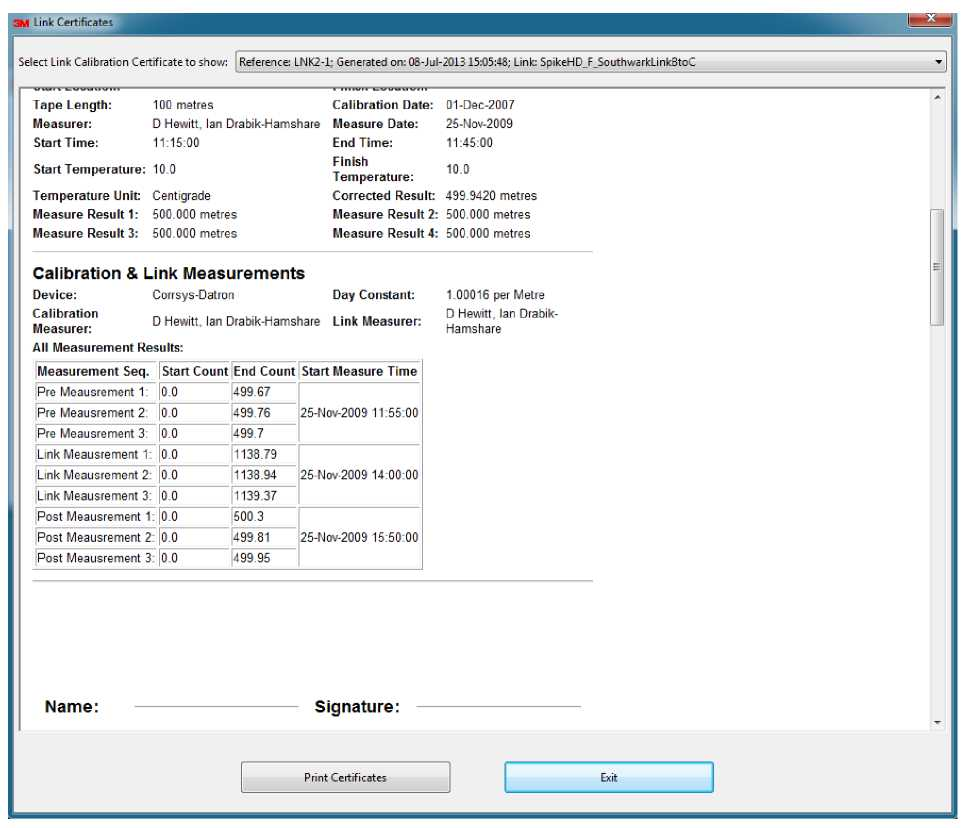 3M Link Certificates
Select Link Calibration Certificate to show: Reference: LNK2-1; Generated on: 08-Jul-2013 15:05:48; Link: SpikeHD_F_SouthwarkLinkBtoC
Start Location: Finish Location:
Tape Length: 100 metres Calibration Date: 01-Dec-2007
Measurer: D Hewitt, Ian Drabik-Hamshare Measure Date: 25-Nov-2009
Start Time: 11:15:00 End Time: 11:45:00
Start Temperature: 10.0 Finish Temperature: 10.0
Temperature Unit: Centigrade Corrected Result: 499.9420 metres
Measure Result 1: 500.000 metres Measure Result 2: 500.000 metres
Measure Result 3: 500.000 metres Measure Result 4: 500.000 metres
Calibration & Link Measurements
Device: Corrsys-Datron Day Constant: 1.00016 per Metre
Calibration Measurer: D Hewitt, Ian Drabik-Hamshare Link Measurer: D Hewitt, Ian Drabik-Hamshare
All Measurement Results:
Measurement Seq. Start Count End Count Start Measure Time
Pre Meausrement 1: 0.0 499.67
Pre Meausrement 2: 0.0 499.76 25-Nov-2009 11:55:00
Pre Meausrement 3: 0.0 499.7
Link Meausrement 1: 0.0 1138.79
Link Meausrement 2: 0.0 1138.94 25-Nov-2009 14:00:00
Link Meausrement 3: 0.0 1139.37
Post Meausrement 1: 0.0 500.3
Post Meausrement 2: 0.0 499.81 25-Nov-2009 15:50:00
Post Meausrement 3: 0.0 499.95
Name: Signature:
Print Certificates Exit